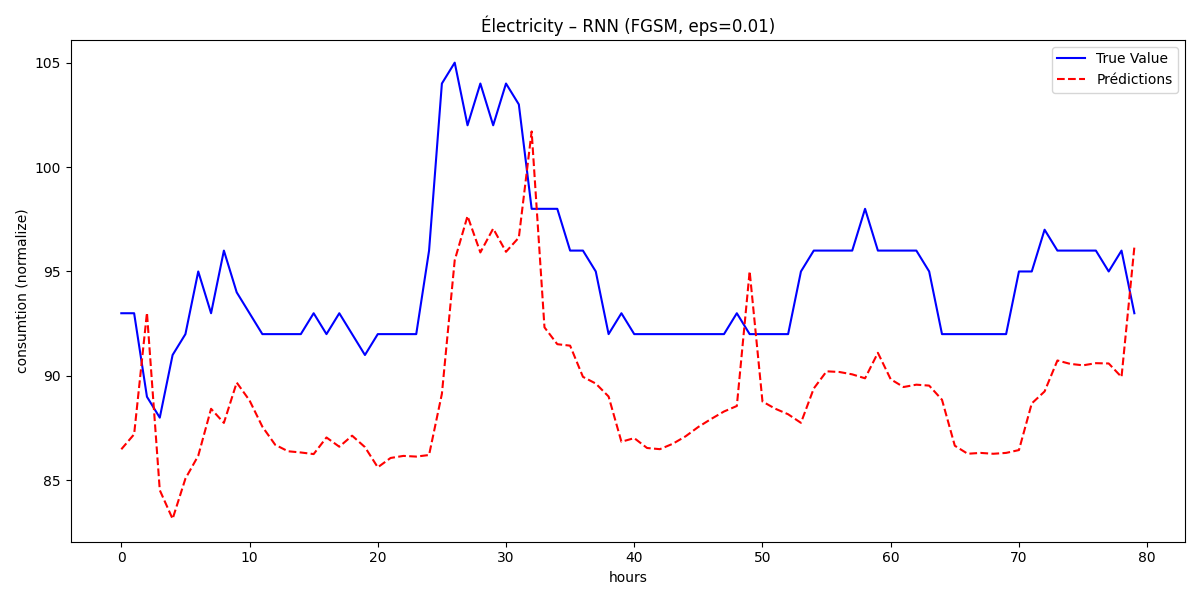 Électricity – RNN (FGSM, eps=0.01)
True Value
Prédictions
consumtion (normalize)
105
100
95
90
85
0 10 20 30 40 50 60 70 80
hours